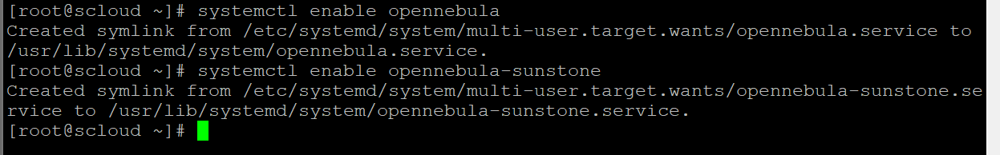 [root@scloud ~]# systemctl enable opennebula
Created symlink from /etc/systemd/system/multi-user.target.wants/opennebula.service to
/usr/lib/systemd/system/opennebula.service.
[root@scloud ~]# systemctl enable opennebula-sunstone
Created symlink from /etc/systemd/system/multi-user.target.wants/opennebula-sunstone.se
rvice to /usr/lib/systemd/system/opennebula-sunstone.service.
[root@scloud ~]#